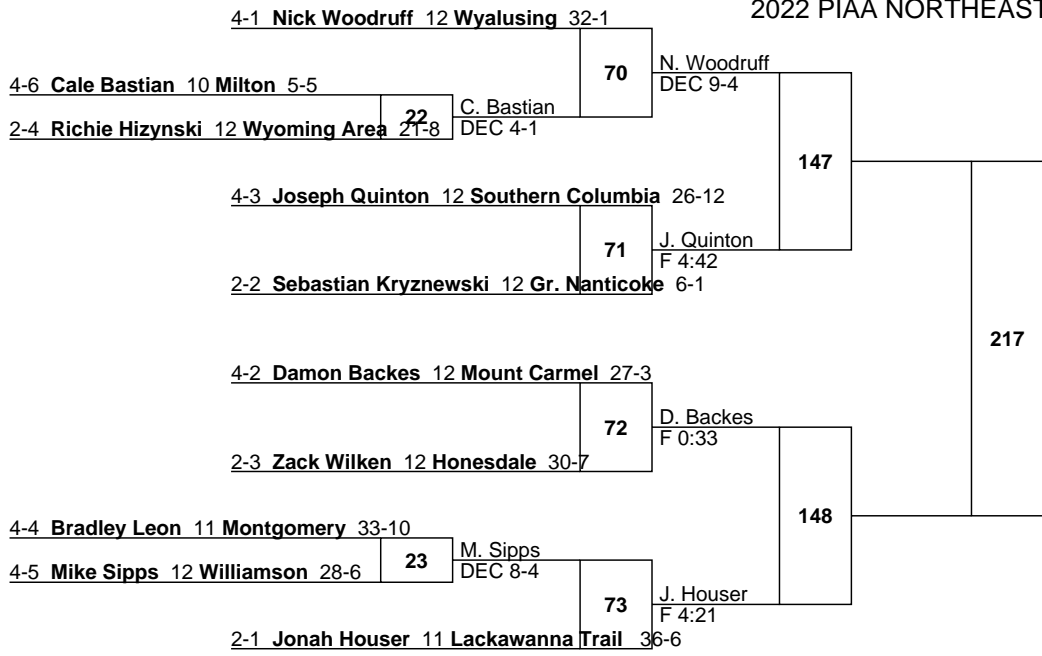 2022 PIAA NORTHEAST
4-1 Nick Woodruff 12 Wyalusing 32-1
70
N. Woodruff
DEC 9-4
4-6 Cale Bastian 10 Milton 5-5
22
C. Bastian
DEC 4-1
2-4 Richie Hizynski 12 Wyoming Area 21-8
147
4-3 Joseph Quinton 12 Southern Columbia 26-12
71
J. Quinton
F 4:42
2-2 Sebastian Kryznewski 12 Gr. Nanticoke 6-1
217
4-2 Damon Backes 12 Mount Carmel 27-3
72
D. Backes
F 0:33
2-3 Zack Wilken 12 Honesdale 30-7
148
4-4 Bradley Leon 11 Montgomery 33-10
23
M. Sipps
DEC 8-4
4-5 Mike Sipps 12 Williamson 28-6
73
J. Houser
F 4:21
2-1 Jonah Houser 11 Lackawanna Trail 36-6